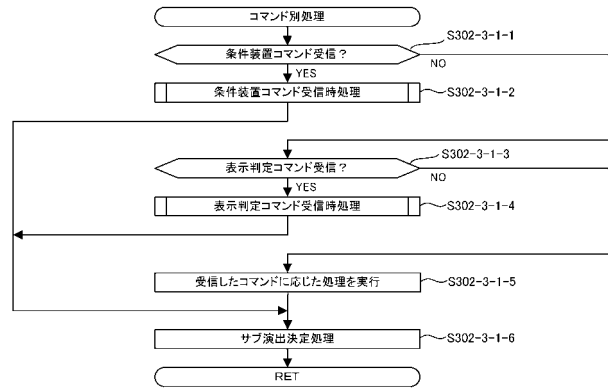 コマンド別処理
条件装置コマンド受信？
S302-3-1-1
NO
YES
条件装置コマンド受信時処理
S302-3-1-2
表示判定コマンド受信？
S302-3-1-3
NO
YES
表示判定コマンド受信時処理
S302-3-1-4
受信したコマンドに応じた処理を実行
S302-3-1-5
サブ演出決定処理
S302-3-1-6
RET